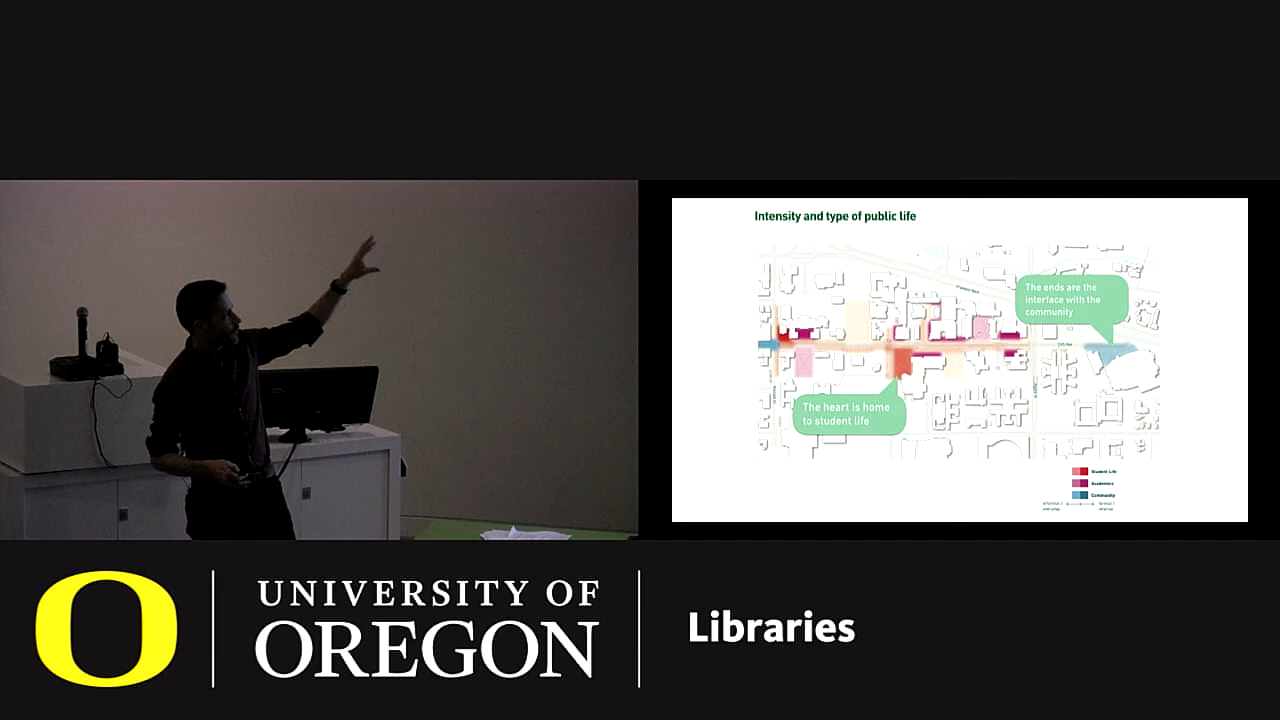 Intensity and type of public life
The ends are the
interface with the
community
The heart is home
to student life
Student Life
Academics
Community
UNIVERSITY OF
OREGON
Libraries